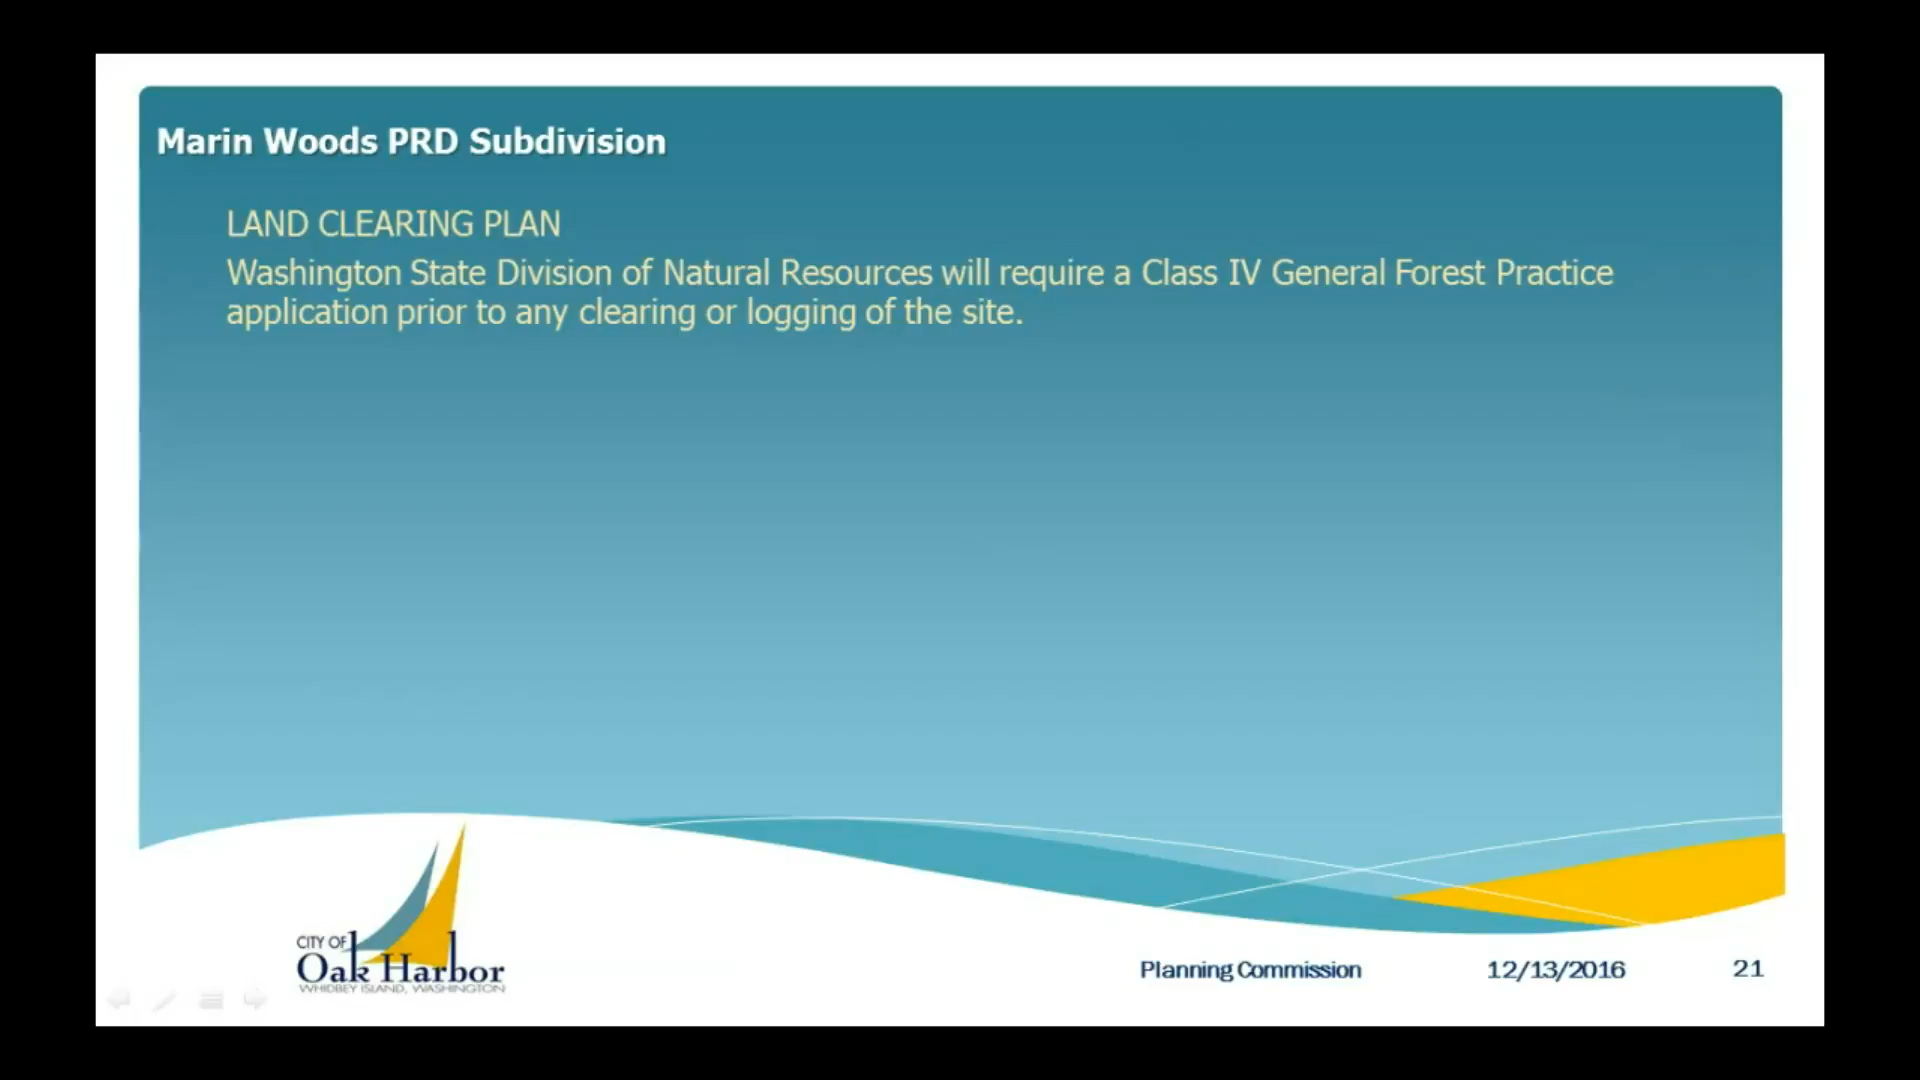 Marin Woods PRD Subdivision
LAND CLEARING PLAN
Washington State Division of Natural Resources will require a Class IV General Forest Practice
application prior to any clearing or logging of the site.
CITY OF
Oak Harbor
WHIDBEY ISLAND, WASHINGTON
Planning Commission
12/13/2016
21